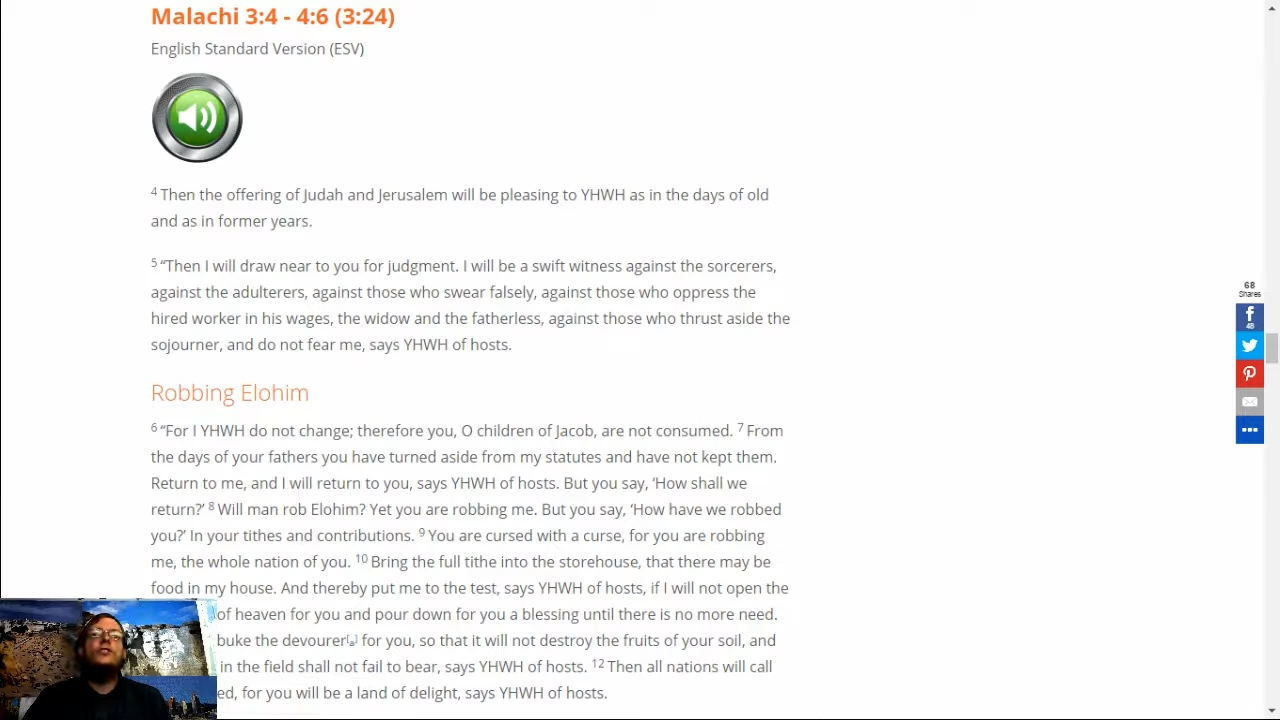 Malachi 3:4 - 4:6 (3:24)
English Standard Version (ESV)
4 Then the offering of Judah and Jerusalem will be pleasing to YHWH as in the days of old
and as in former years.
5 “Then I will draw near to you for judgment. I will be a swift witness against the sorcerers,
against the adulterers, against those who swear falsely, against those who oppress the
hired worker in his wages, the widow and the fatherless, against those who thrust aside the
sojourner, and do not fear me, says YHWH of hosts.
68
Shares
48
Robbing Elohim
6 “For I YHWH do not change; therefore you, O children of Jacob, are not consumed. 7 From
the days of your fathers you have turned aside from my statutes and have not kept them.
Return to me, and I will return to you, says YHWH of hosts. But you say, ‘How shall we
return?’ 8 Will man rob Elohim? Yet you are robbing me. But you say, ‘How have we robbed
you?’ In your tithes and contributions. 9 You are cursed with a curse, for you are robbing
me, the whole nation of you. 10 Bring the full tithe into the storehouse, that there may be
food in my house. And thereby put me to the test, says YHWH of hosts, if I will not open the
of heaven for you and pour down for you a blessing until there is no more need.
buke the devourer[a] for you, so that it will not destroy the fruits of your soil, and
in the field shall not fail to bear, says YHWH of hosts. 12 Then all nations will call
ed, for you will be a land of delight, says YHWH of hosts.